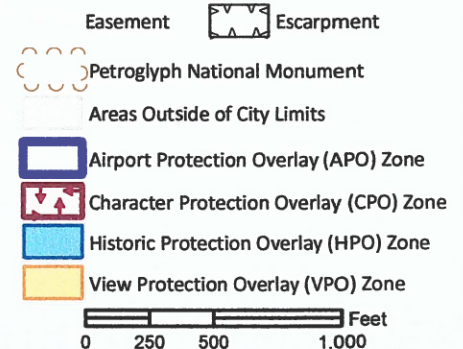 Easement Escarpment
Petroglyph National Monument
Areas Outside of City Limits
Airport Protection Overlay (APO) Zone
Character Protection Overlay (CPO) Zone
Historic Protection Overlay (HPO) Zone
View Protection Overlay (VPO) Zone
Feet
0 250 500 1,000